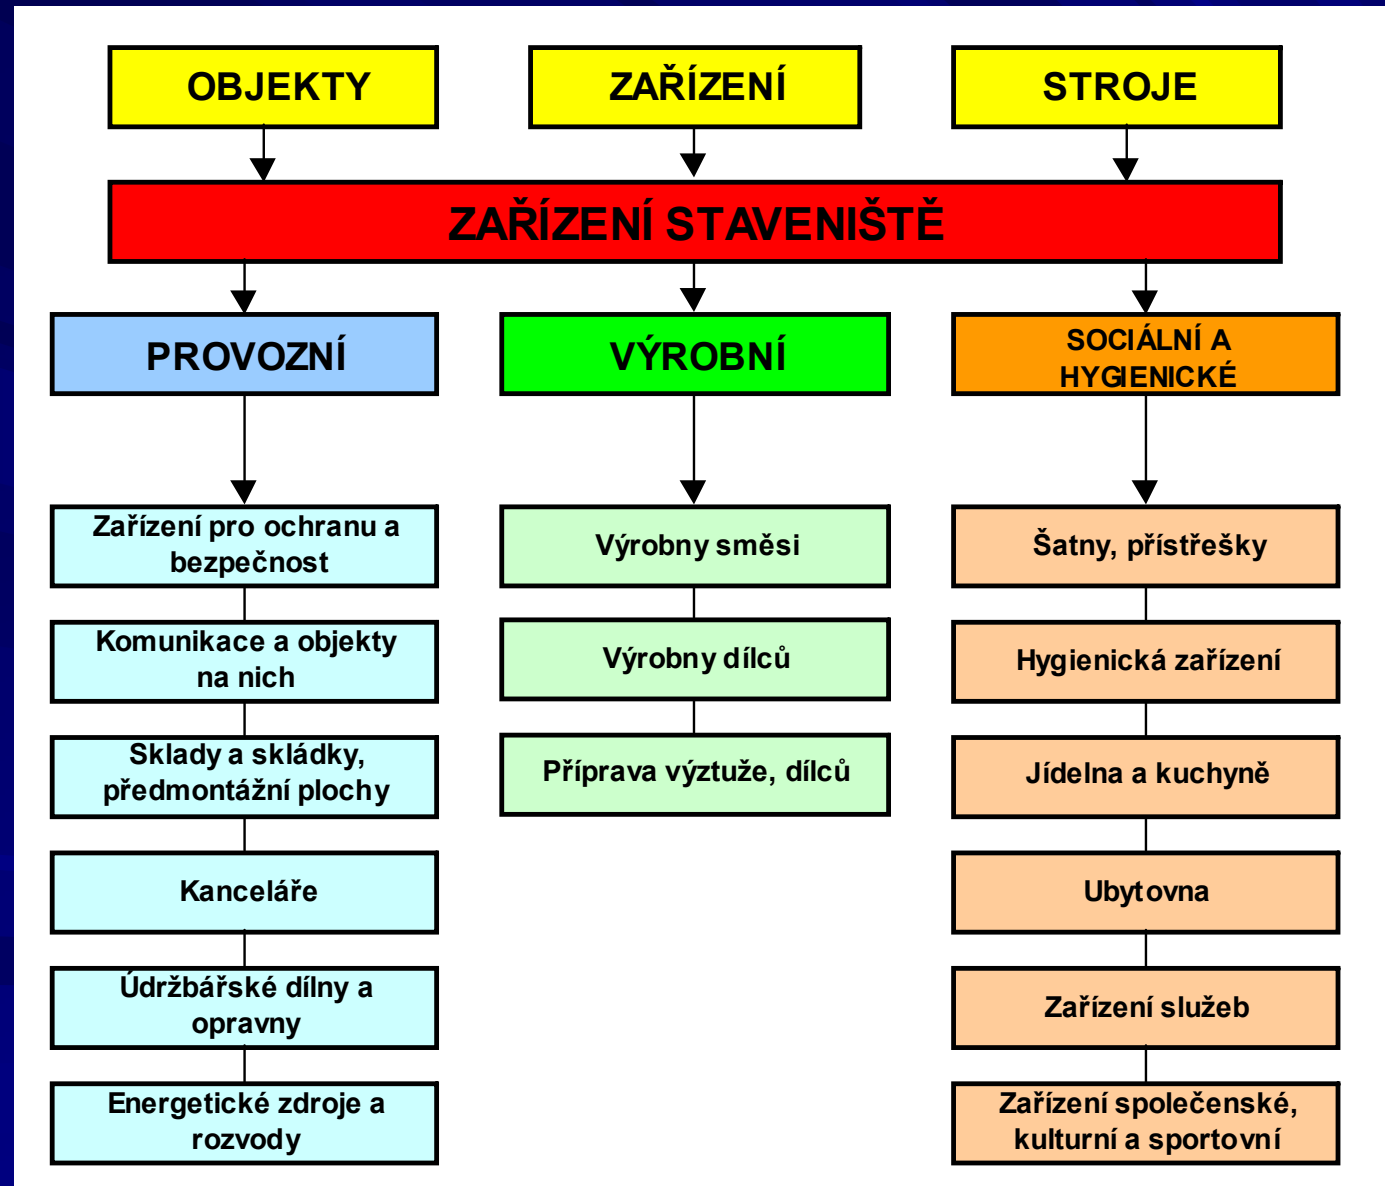 OBJEKTY
ZAŘÍZENÍ
STROJE
ZAŘÍZENÍ STAVENIŠTĚ
PROVOZNÍ
VÝROBNÍ
SOCIÁLNÍ A
HYGIENICKÉ
Zařízení pro ochranu a
bezpečnost
Komunikace a objekty
na nich
Sklady a skládky,
předmontážní plochy
Kanceláře
Údržbářské dílny a
opravny
Energetické zdroje a
rozvody
Výrobny směsi
Výrobny dílců
Příprava výztuže, dílců
Šatny, přístřešky
Hygienická zařízení
Jídelna a kuchyně
Ubytovna
Zařízení služeb
Zařízení společenské,
kulturní a sportovní